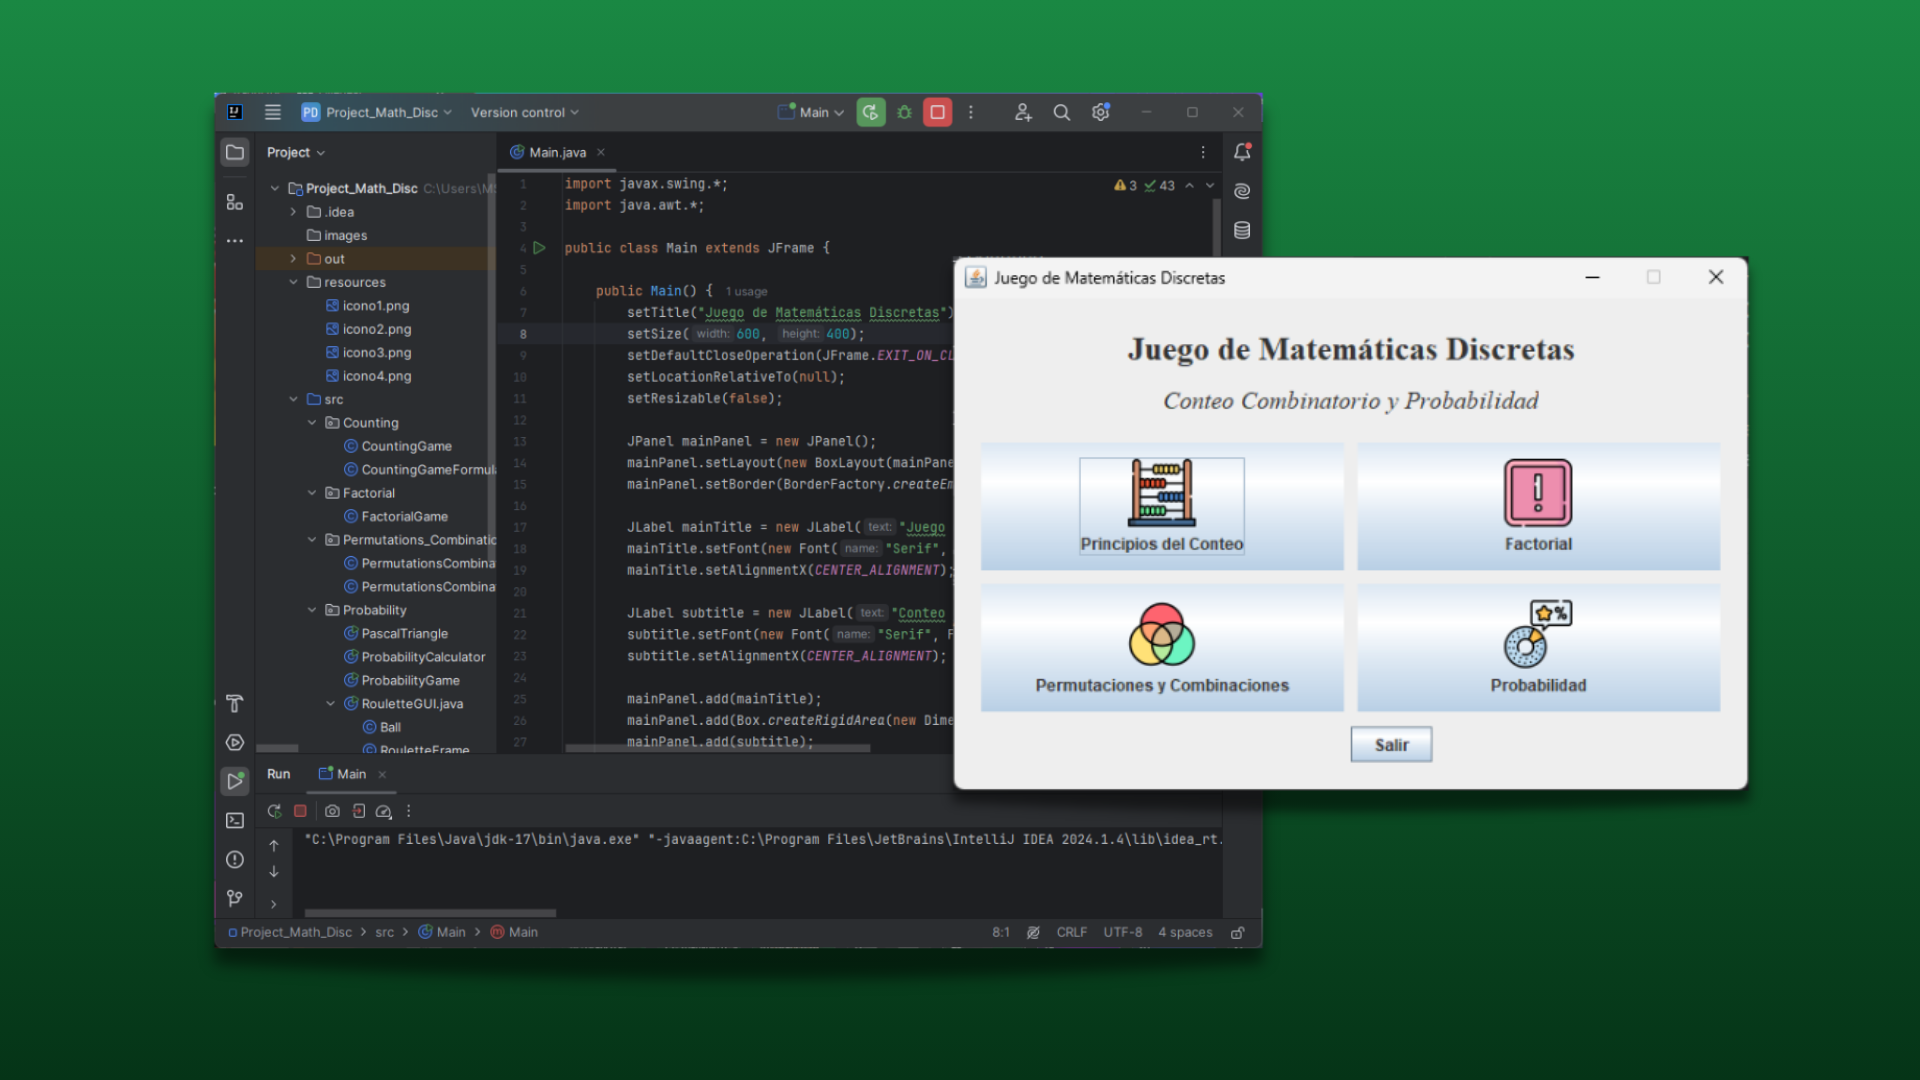 PD Project_Math_Disc Version control Main
Project
Main.java
Project_Math_Disc C:\Users\MS
.idea
images
out
resources
icono1.png
icono2.png
icono3.png
icono4.png
src
Counting
CountingGame
CountingGameFormula
Factorial
FactorialGame
Permutations_Combinatio
PermutationsCombina
PermutationsCombina
Probability
PascalTriangle
ProbabilityCalculator
ProbabilityGame
RouletteGUI.java
Ball
RouletteFrame
3 43
1 import javax.swing.*;
2 import java.awt.*;
3
4 public class Main extends JFrame {
5
6 public Main() { 1 usage
7 setTitle("Juego de Matemáticas Discretas")
8 setSize( width: 600, height: 400);
9 setDefaultCloseOperation(JFrame.EXIT_ON_CL
10 setLocationRelativeTo(null);
11 setResizable(false);
12
13 JPanel mainPanel = new JPanel();
14 mainPanel.setLayout(new BoxLayout(mainPane
15 mainPanel.setBorder(BorderFactory.createEm
16
17 JLabel mainTitle = new JLabel( text: "Juego
18 mainTitle.setFont(new Font( name: "Serif",
19 mainTitle.setAlignmentX(CENTER_ALIGNMENT);
20
21 JLabel subtitle = new JLabel( text: "Conteo
22 subtitle.setFont(new Font( name: "Serif", F
23 subtitle.setAlignmentX(CENTER_ALIGNMENT);
24
25 mainPanel.add(mainTitle);
26 mainPanel.add(Box.createRigidArea(new Dime
27 mainPanel.add(subtitle);
Run Main
"C:\Program Files\Java\jdk-17\bin\java.exe" "-javaagent:C:\Program Files\JetBrains\IntelliJ IDEA 2024.1.4\lib\idea_rt.
Project_Math_Disc > src > Main > Main
8:1 CRLF UTF-8 4 spaces
Juego de Matemáticas Discretas
Juego de Matemáticas Discretas
Conteo Combinatorio y Probabilidad
Principios del Conteo
Factorial
Permutaciones y Combinaciones
Probabilidad
Salir